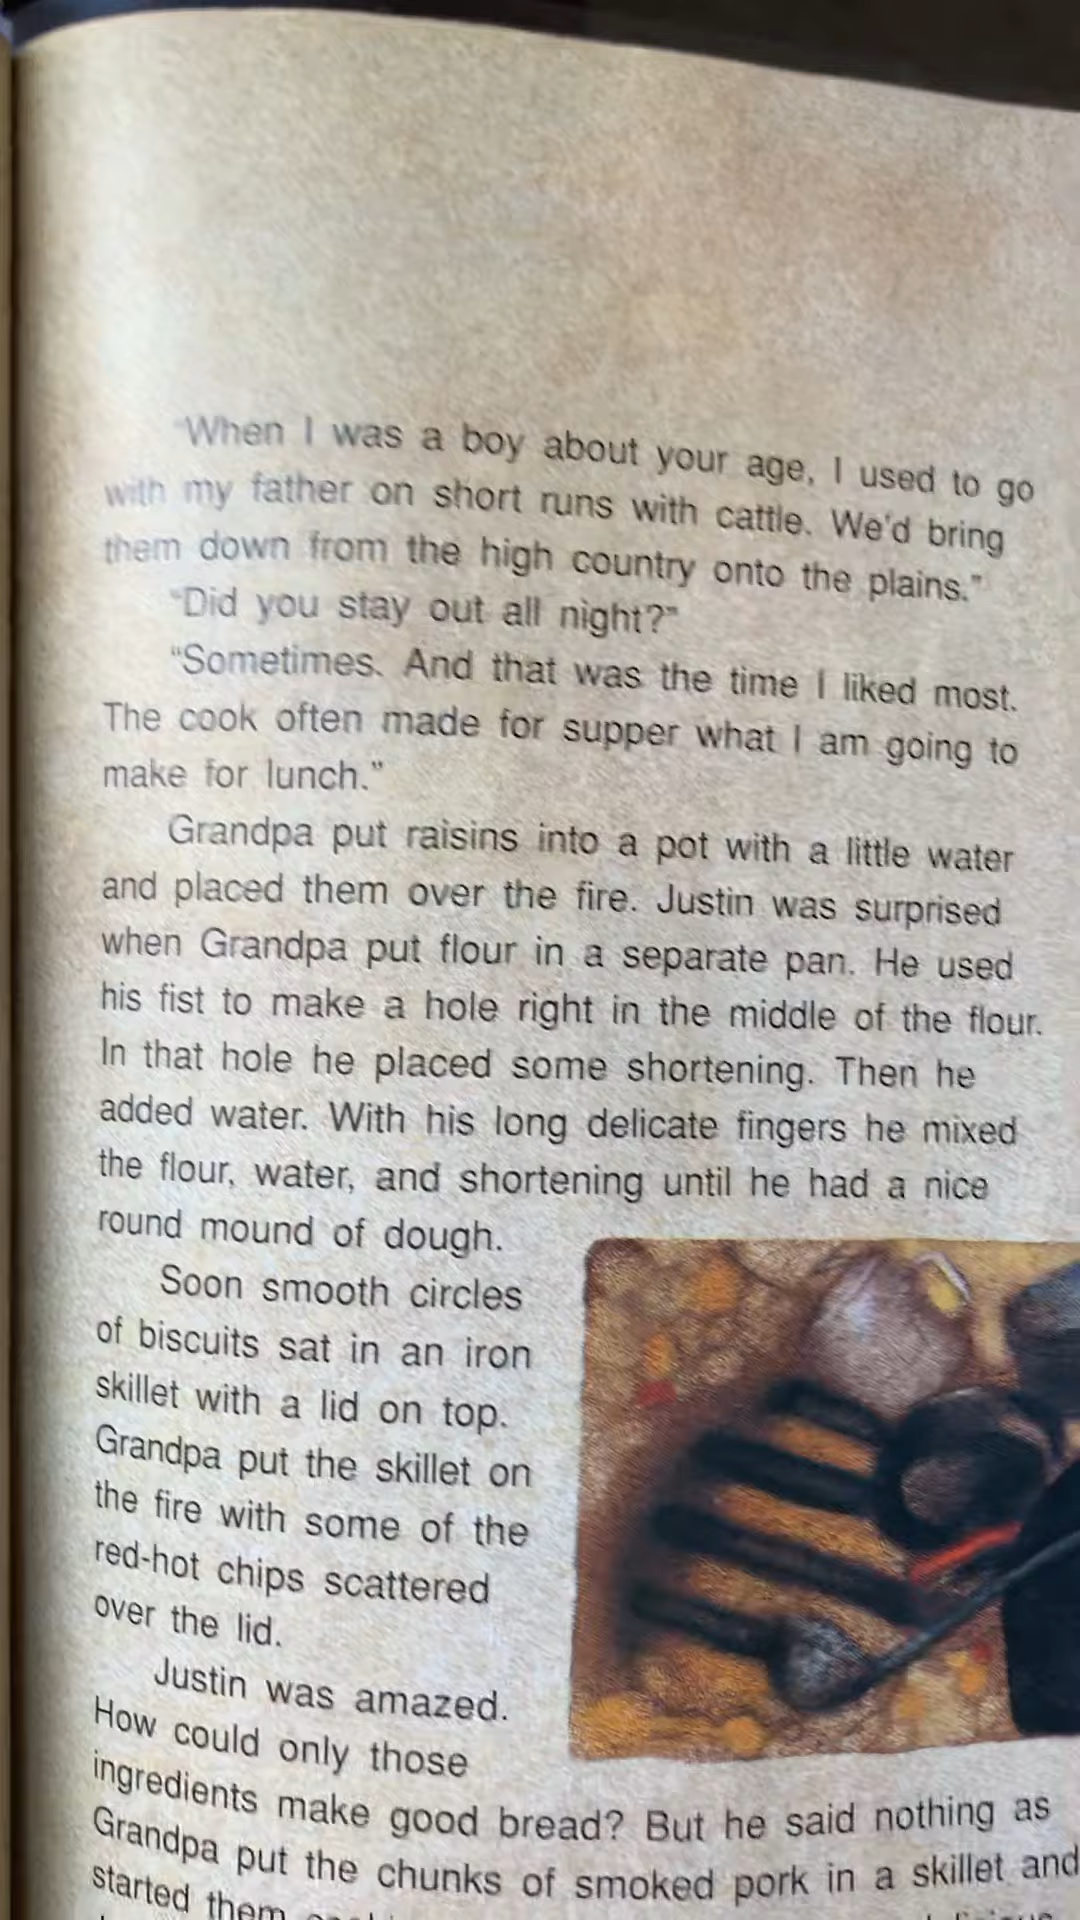 "When I was a boy about your age, I used to go
with my father on short runs with cattle. We'd bring
them down from the high country onto the plains."
"Did you stay out all night?"
"Sometimes. And that was the time I liked most.
The cook often made for supper what I am going to
make for lunch."
Grandpa put raisins into a pot with a little water
and placed them over the fire. Justin was surprised
when Grandpa put flour in a separate pan. He used
his fist to make a hole right in the middle of the flour.
In that hole he placed some shortening. Then he
added water. With his long delicate fingers he mixed
the flour, water, and shortening until he had a nice
round mound of dough.
Soon smooth circles
of biscuits sat in an iron
skillet with a lid on top.
Grandpa put the skillet on
the fire with some of the
red-hot chips scattered
over the lid.
Justin was amazed.
How could only those
ingredients make good bread? But he said nothing as
Grandpa put the chunks of smoked pork in a skillet and
started them